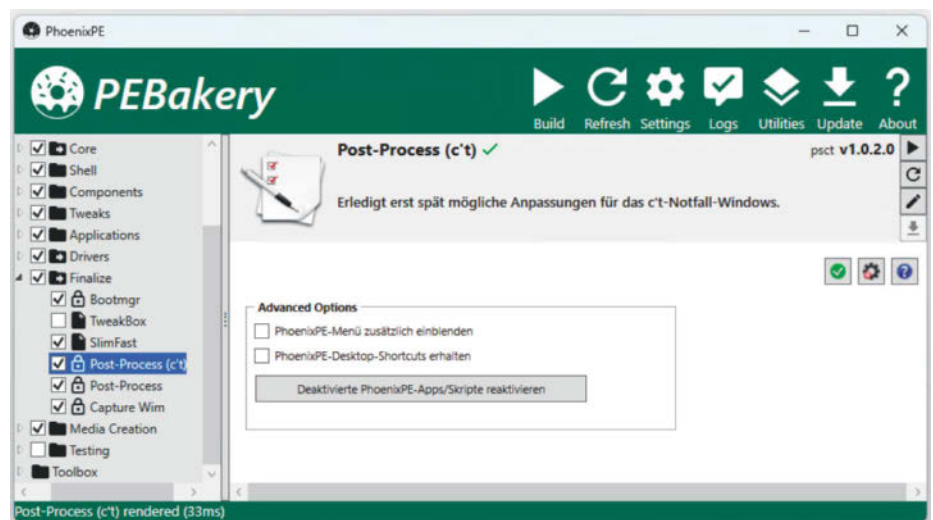 PhoenixPE
PEBakery
Build Refresh Settings Logs Utilities Update About
Core
Shell
Components
Tweaks
Applications
Drivers
Finalize
Bootmgr
TweakBox
SlimFast
Post-Process (c't)
Post-Process
Capture Wim
Media Creation
Testing
Toolbox
Post-Process (c't)
psct v1.0.2.0
Erledigt erst spät mögliche Anpassungen für das c't-Notfall-Windows.
Advanced Options
PhoenixPE-Menü zusätzlich einblenden
PhoenixPE-Desktop-Shortcuts erhalten
Deaktivierte PhoenixPE-Apps/Skripte reaktivieren
Post-Process (c't) rendered (33ms)